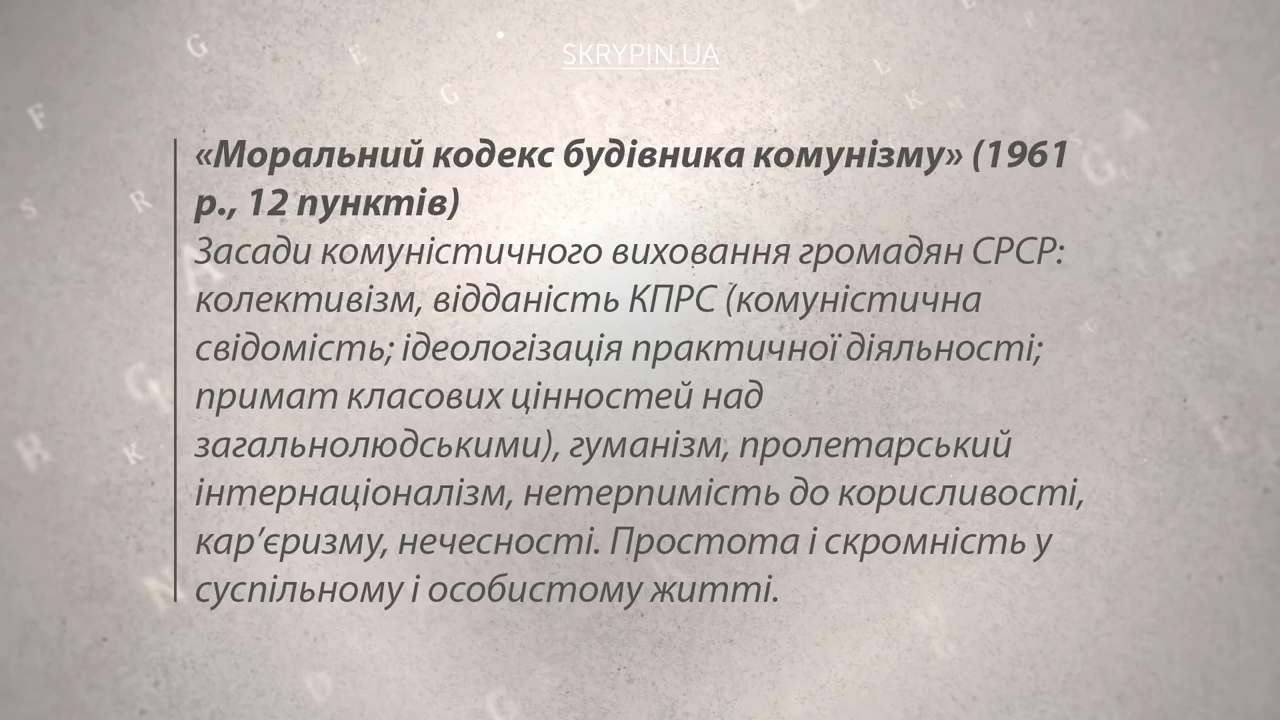 SKRYPIN.UA
«Моральний кодекс будівника комунізму» (1961
р., 12 пунктів)
Засади комуністичного виховання громадян СРСР:
колективізм, відданість КПРС (комуністична
свідомість; ідеологізація практичної діяльності;
примат класових цінностей над
загальнолюдськими), гуманізм, пролетарський
інтернаціоналізм, нетерпимість до корисливості,
кар’єризму, нечесності. Простота і скромність у
суспільному і особистому житті.